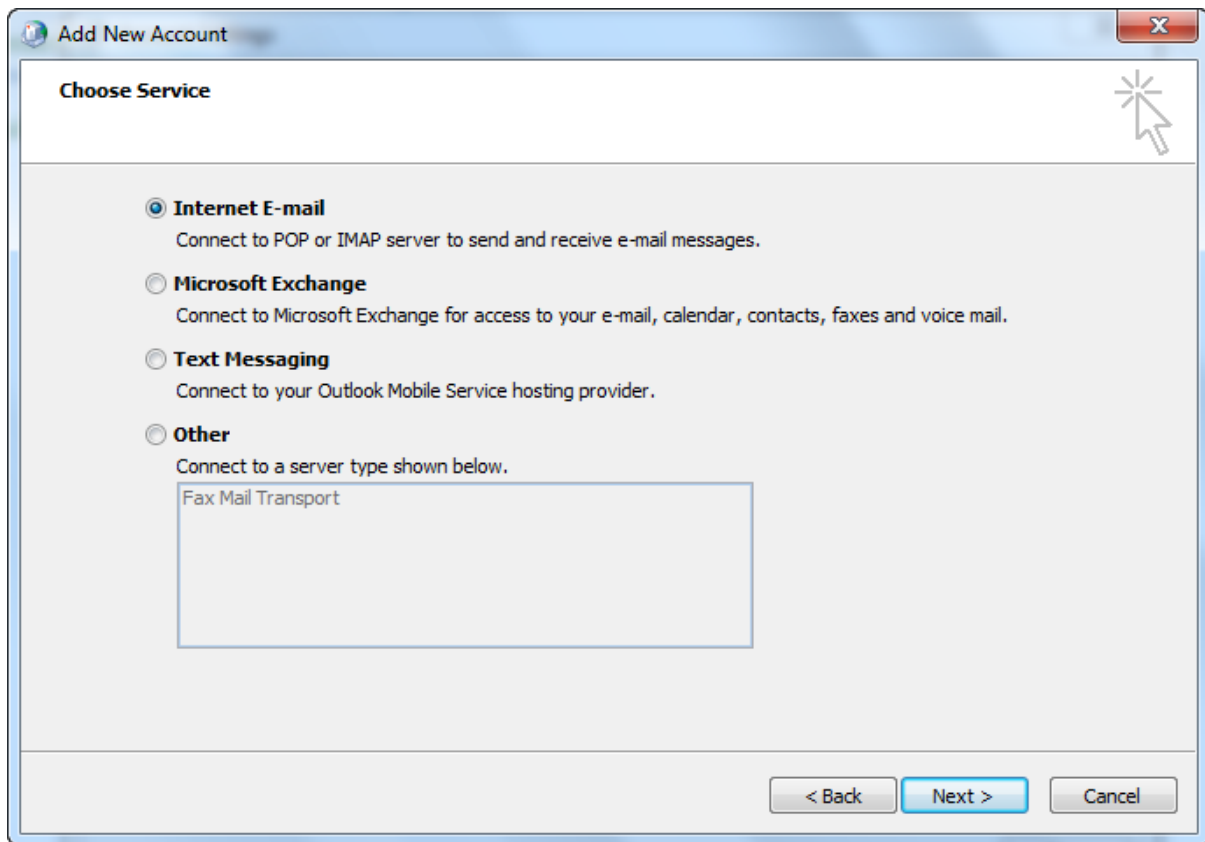 Add New Account
Choose Service
Internet E-mail
Connect to POP or IMAP server to send and receive e-mail messages.
Microsoft Exchange
Connect to Microsoft Exchange for access to your e-mail, calendar, contacts, faxes and voice mail.
Text Messaging
Connect to your Outlook Mobile Service hosting provider.
Other
Connect to a server type shown below.
Fax Mail Transport
< Back Next > Cancel